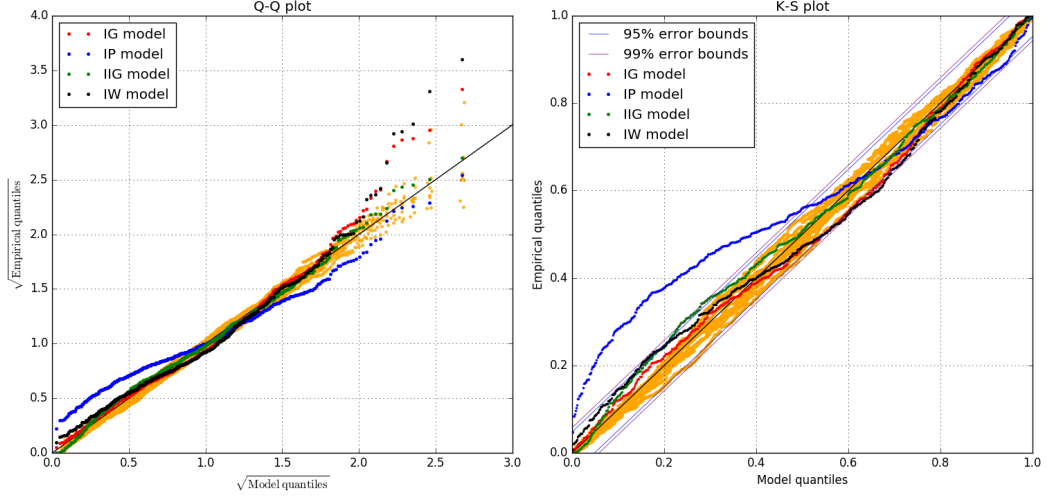 Q-Q plot
4.0
3.5
3.0
2.5
2.0
1.5
1.0
0.5
0.0
√Empirical quantiles
IG model
IP model
IIG model
IW model
0.0 0.5 1.0 1.5 2.0 2.5 3.0
√Model quantiles
K-S plot
1.0
0.8
0.6
0.4
0.2
0.0
Empirical quantiles
95% error bounds
99% error bounds
IG model
IP model
IIG model
IW model
0.0 0.2 0.4 0.6 0.8 1.0
Model quantiles